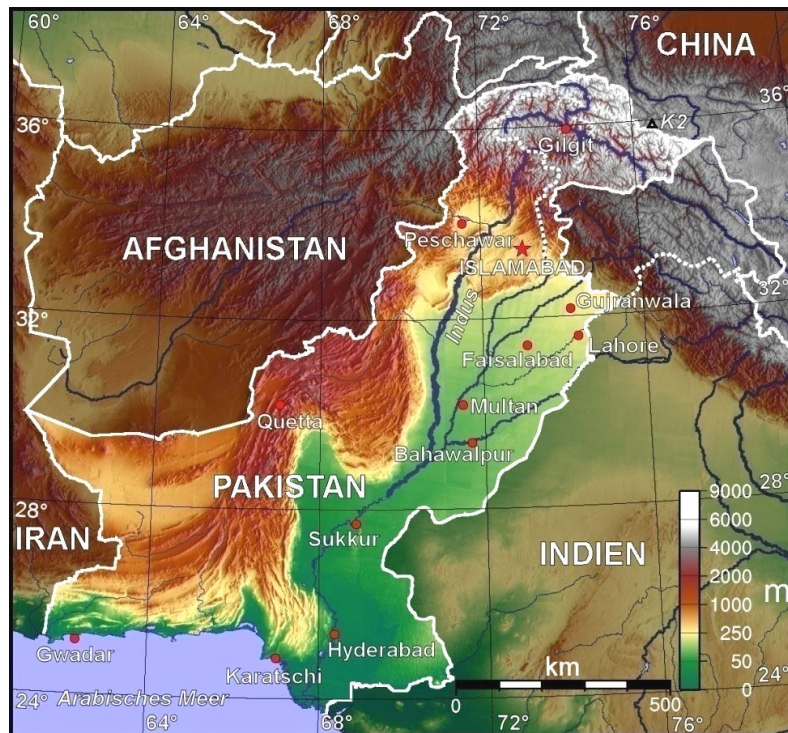 60°
64°
68°
72°
76°
CHINA
36°
36°
K2
Gilgit
AFGHANISTAN
Peschawar
ISLAMABAD
32°
32°
Indus
Gujranwala
Faisalabad
Lahore
Quetta
Multan
Bahawalpur
PAKISTAN
28°
28°
IRAN
Sukkur
INDIEN
9000
6000
4000
2000
1000
250
50
0
m
Gwadar
Hyderabad
Karatschi
km
0
500
24°
24°
Arabisches Meer
64°
68°
72°
76°